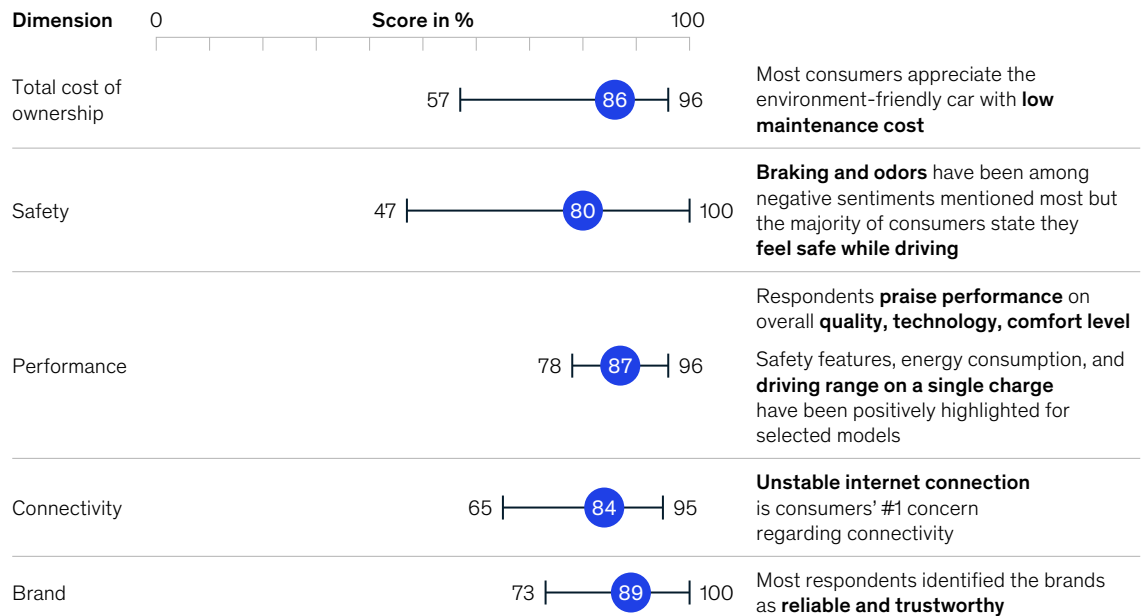 Dimension 0 Score in % 100
Total cost of
ownership
57 86 96
Most consumers appreciate the
environment-friendly car with low
maintenance cost
Safety
47 80 100
Braking and odors have been among
negative sentiments mentioned most but
the majority of consumers state they
feel safe while driving
Performance
78 87 96
Respondents praise performance on
overall quality, technology, comfort level
Safety features, energy consumption, and
driving range on a single charge
have been positively highlighted for
selected models
Connectivity
65 84 95
Unstable internet connection
is consumers’ #1 concern
regarding connectivity
Brand
73 89 100
Most respondents identified the brands
as reliable and trustworthy